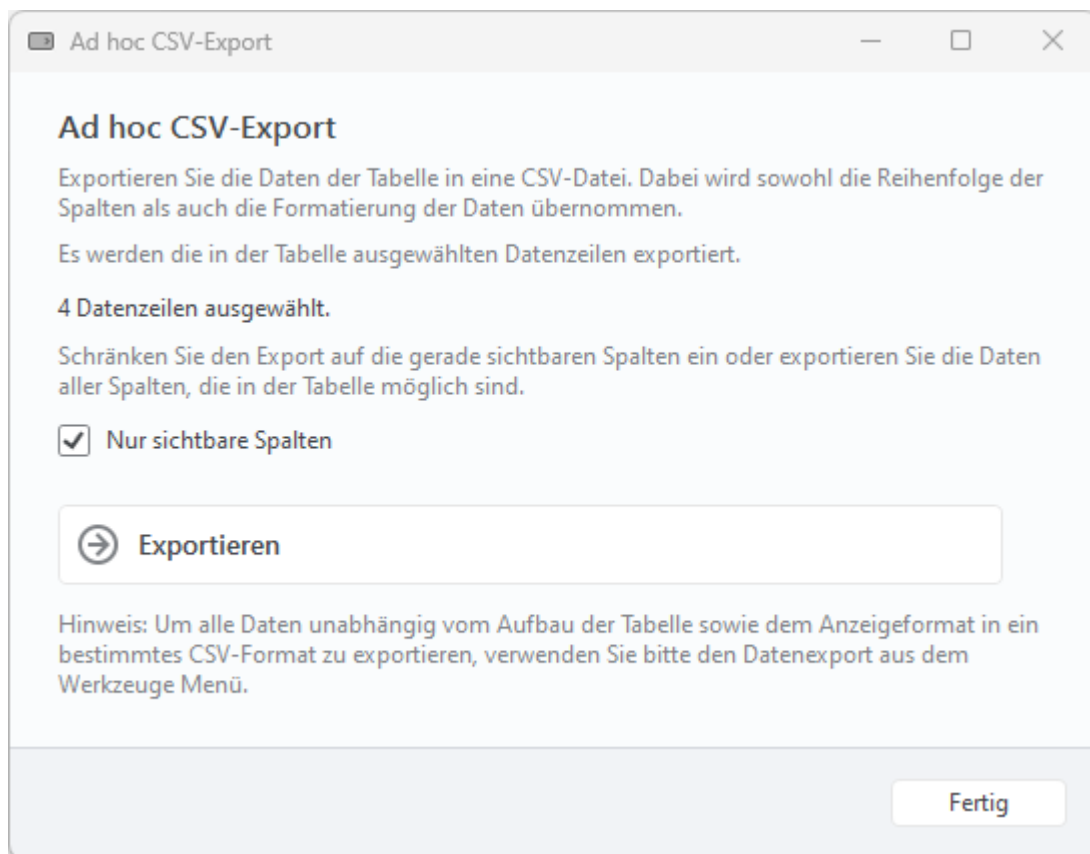 Ad hoc CSV-Export
Ad hoc CSV-Export
Exportieren Sie die Daten der Tabelle in eine CSV-Datei. Dabei wird sowohl die Reihenfolge der
Spalten als auch die Formatierung der Daten übernommen.
Es werden die in der Tabelle ausgewählten Datenzeilen exportiert.
4 Datenzeilen ausgewählt.
Schränken Sie den Export auf die gerade sichtbaren Spalten ein oder exportieren Sie die Daten
aller Spalten, die in der Tabelle möglich sind.
Nur sichtbare Spalten
Exportieren
Hinweis: Um alle Daten unabhängig vom Aufbau der Tabelle sowie dem Anzeigeformat in ein
bestimmtes CSV-Format zu exportieren, verwenden Sie bitte den Datenexport aus dem
Werkzeuge Menü.
Fertig